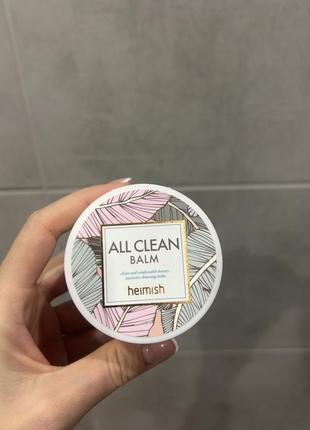 ALL CLEAN
BALM
clean and comfortable beauty
intensive cleansing balm
heimish